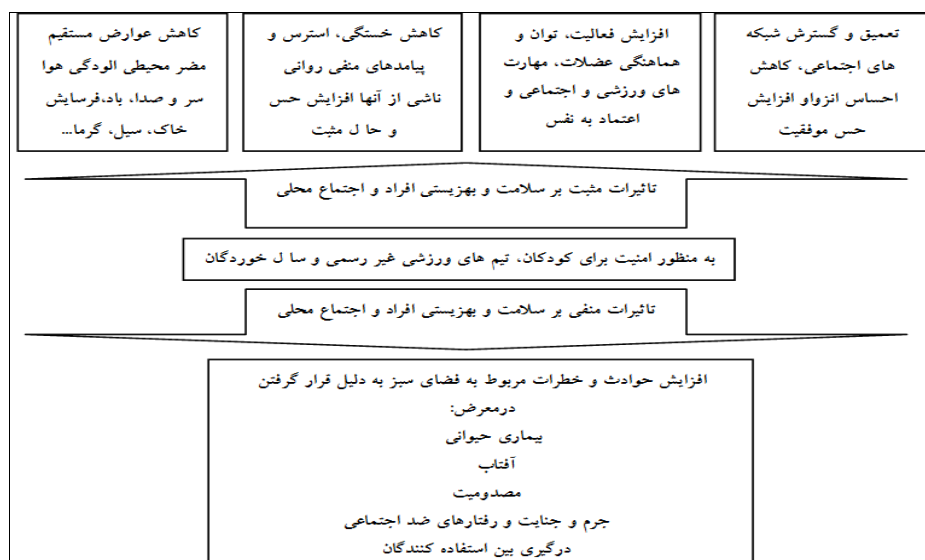 تعمیق و گسترش شبکه
های اجتماعی، کاهش
احساس انزواو افزایش
حس موفقیت
افزایش فعالیت، توان و
هماهنگی عضلات، مهارت
های ورزشی و اجتماعی و
اعتماد به نفس
کاهش خستگی، استرس و
پیامدهای منفی روانی
ناشی از آنها افزایش حس
و حا ل مثبت
کاهش عوارض مستقیم
مضر محیطی الودگی هوا
سر و صدا، باد،فرسایش
خاک، سیل، گرما...
تاثیرات مثبت بر سلامت و بهزیستی افراد و اجتماع محلی
به منظور امنیت برای کودکان، تیم های ورزشی غیر رسمی و سا ل خوردگان
تاثیرات منفی بر سلامت و بهزیستی افراد و اجتماع محلی
افزایش حوادث و خطرات مربوط به فضای سبز به دلیل قرار گرفتن
درمعرض:
بیماری حیوانی
آفتاب
مصدومیت
جرم و جنایت و رفتارهای ضد اجتماعی
درگیری بین استفاده کنندگان